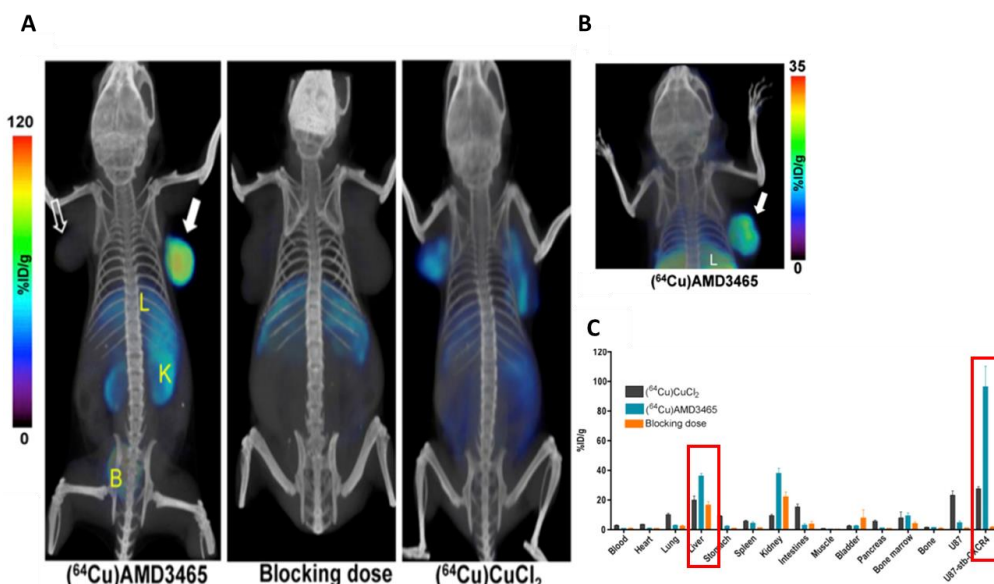 A
B
120
%ID/g
0
L
K
B
(⁶⁴Cu)AMD3465
Blocking dose
(⁶⁴Cu)CuCl₂
35
%ID/g
0
L
(⁶⁴Cu)AMD3465
C
120
100
80
60
40
20
0
%ID/g
(⁶⁴Cu)CuCl₂
(⁶⁴Cu)AMD3465
Blocking dose
Blood
Heart
Lung
Liver
Stomach
Spleen
Kidney
Intestines
Muscle
Bladder
Pancreas
Bone marrow
Bone
U87
U87-stb-CXCR4